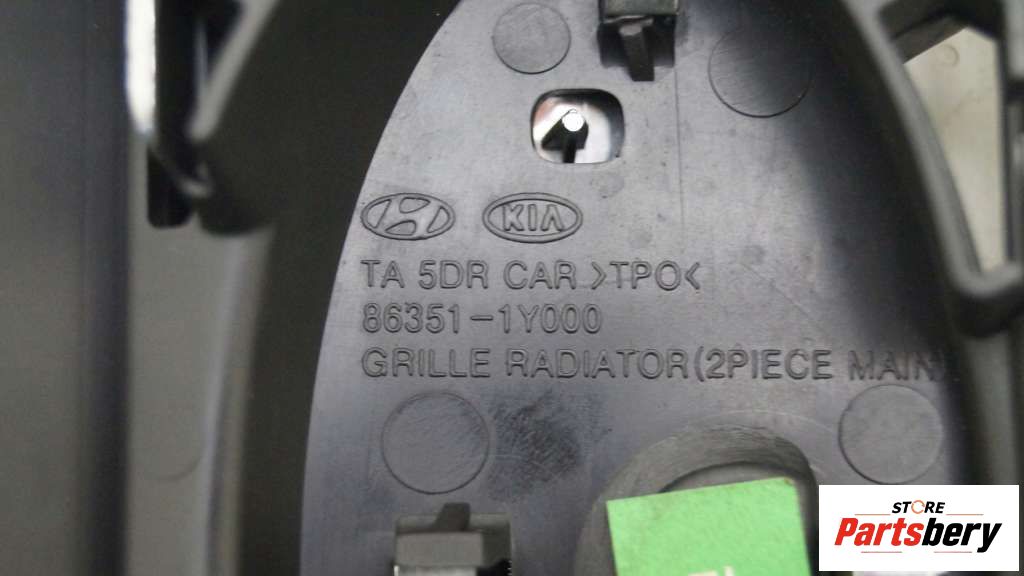 KIA
TA 5DR CAR >TPO<
86351-1Y000
GRILLE RADIATOR(2PIECE MAIN)
STORE
Partsbery